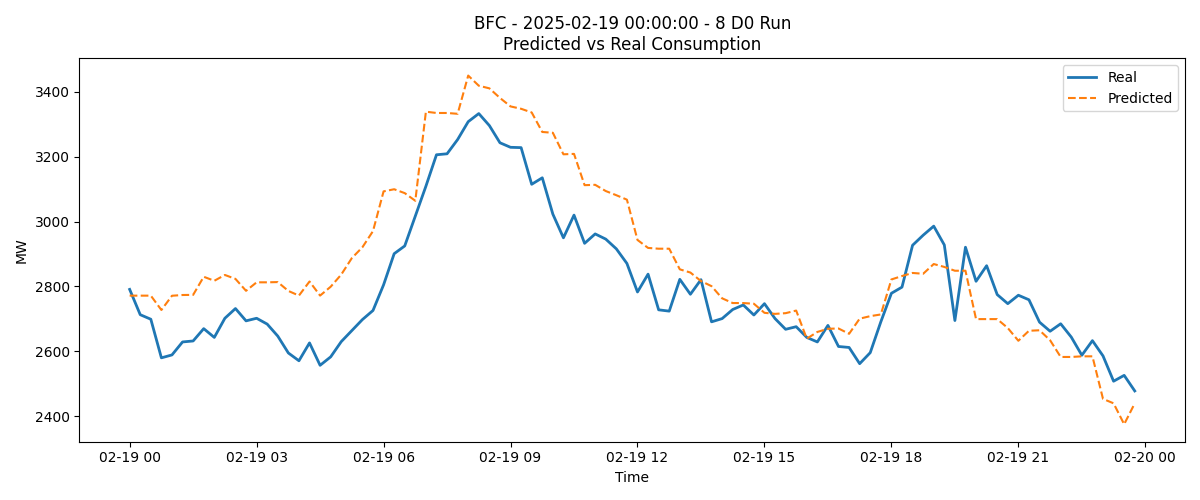 BFC - 2025-02-19 00:00:00 - 8 D0 Run
Predicted vs Real Consumption
Real
Predicted
MW
3400
3200
3000
2800
2600
2400
02-19 00
02-19 03
02-19 06
02-19 09
02-19 12
02-19 15
02-19 18
02-19 21
02-20 00
Time